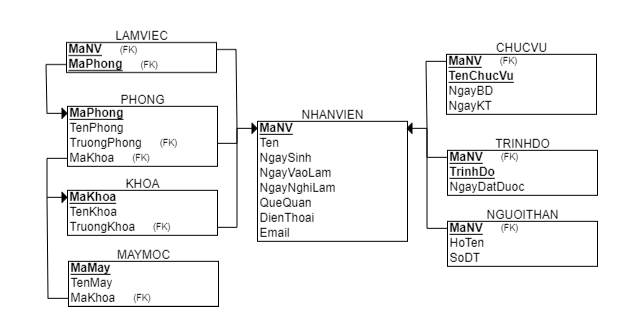 LAMVIEC
MaNV (FK)
MaPhong (FK)
PHONG
MaPhong
TenPhong
TruongPhong (FK)
MaKhoa (FK)
KHOA
MaKhoa
TenKhoa
TruongKhoa (FK)
MAYMOC
MaMay
TenMay
MaKhoa (FK)
NHANVIEN
MaNV
Ten
NgaySinh
NgayVaoLam
NgayNghiLam
QueQuan
DienThoai
Email
CHUCVU
MaNV (FK)
TenChucVu
NgayBD
NgayKT
TRINHDO
MaNV (FK)
TrinhDo
NgayDatDuoc
NGUOITHAN
MaNV (FK)
HoTen
SoDT